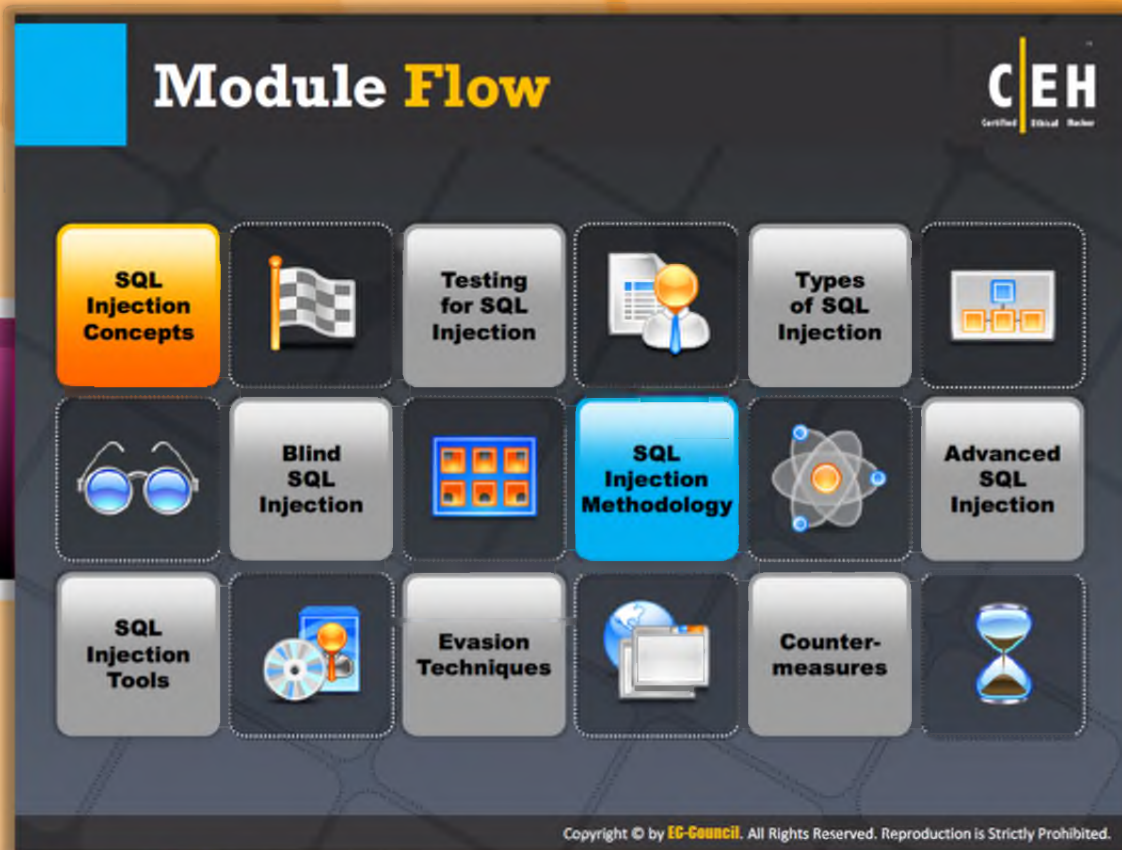 Module Flow
C|EH
Certified Ethical Hacker
SQL
Injection
Concepts
Testing
for SQL
Injection
Types
of SQL
Injection
Blind
SQL
Injection
SQL
Injection
Methodology
Advanced
SQL
Injection
SQL
Injection
Tools
Evasion
Techniques
Counter-
measures
Copyright © by EG-Council. All Rights Reserved. Reproduction is Strictly Prohibited.